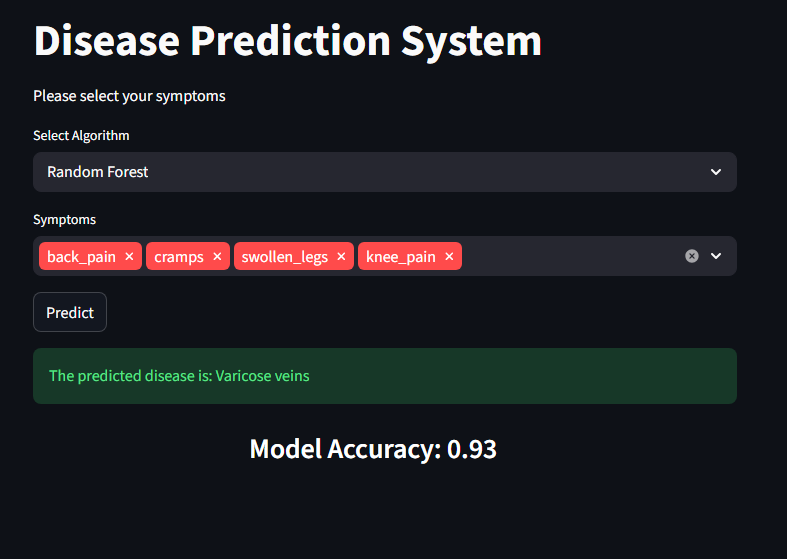 Disease Prediction System
Please select your symptoms
Select Algorithm
Random Forest
Symptoms
back_pain × cramps × swollen_legs × knee_pain ×
Predict
The predicted disease is: Varicose veins
Model Accuracy: 0.93